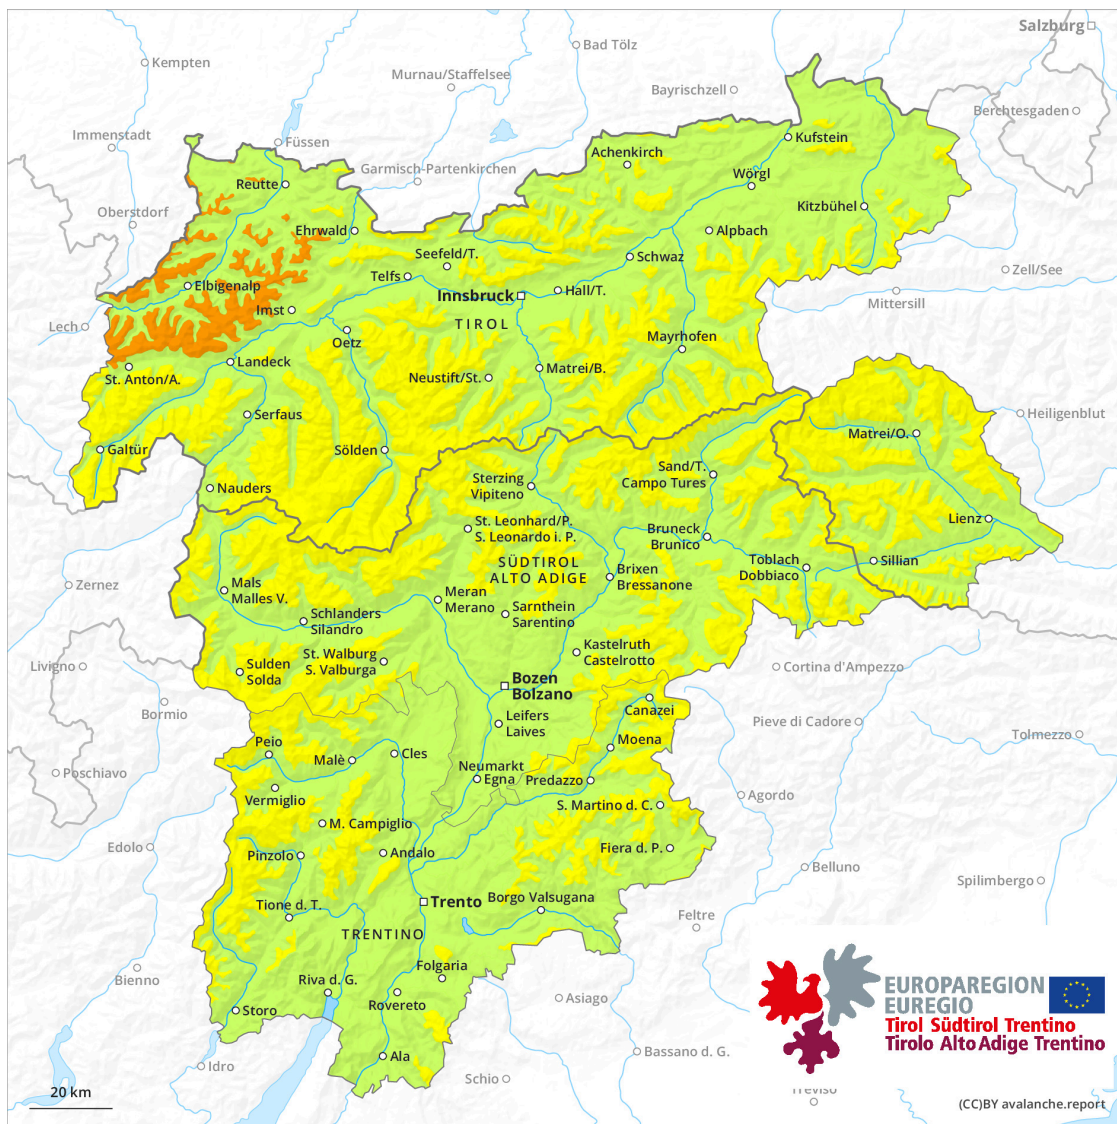 Salzburg
Bad Tölz
Kempten
Murnau/Staffelsee
Bayrischzell
Berchtesgaden
Immenstadt
Füssen
Kufstein
Achenkirch
Garmisch-Partenkirchen
Wörgl
Reutte
Oberstdorf
Kitzbühel
Ehrwald
Alpbach
Seefeld/T.
Schwaz
Zell/See
Telfs
Elbigenalp
Hall/T.
Innsbruck
Mittersill
Imst
TIROL
Lech
Oetz
Mayrhofen
Landeck
Matrei/B.
St. Anton/A.
Neustift/St.
Serfaus
Heiligenblut
Matrei/O.
Galtür
Sölden
Sand/T.
Campo Tures
Sterzing
Vipiteno
Nauders
Lienz
St. Leonhard/P.
S. Leonardo i. P.
Bruneck
Brunico
SÜDTIROL
ALTO ADIGE
Toblach
Dobbiaco
Sillian
Brixen
Bressanone
Zernez
Mals
Malles V.
Meran
Merano
Schlanders
Silandro
Sarnthein
Sarentino
Kastelruth
Castelrotto
St. Walburg
S. Valburga
Livigno
Sulden
Solda
Cortina d'Ampezzo
Bozen
Bolzano
Bormio
Canazei
Leifers
Laives
Pieve di Cadore
Tolmezzo
Peio
Moena
Cles
Malè
Poschiavo
Neumarkt
Egna
Predazzo
Vermiglio
Agordo
S. Martino d. C.
M. Campiglio
Edolo
Fiera d. P.
Andalo
Pinzolo
Belluno
Spilimbergo
Borgo Valsugana
Trento
Tione d. T.
Feltre
TRENTINO
Folgaria
Bienno
Riva d. G.
Rovereto
Asiago
Storo
EUROPAREGION
EUREGIO
Tirol Südtirol Trentino
Tirolo Alto Adige Trentino
Ala
Bassano d. G.
Idro
Schio
Treviso
20 km
(CC)BY avalanche.report